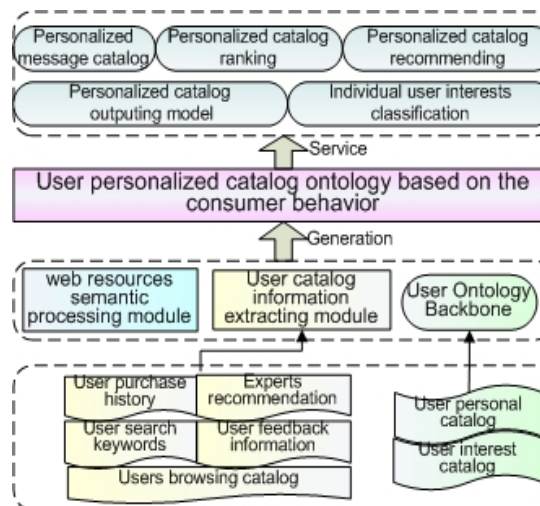 Personalized
message catalog
Personalized catalog
ranking
Personalized catalog
recommending
Personalized catalog
outputing model
Individual user interests
classification
Service
User personalized catalog ontology based on the
consumer behavior
Generation
web resources
semantic
processing module
User catalog
information
extracting module
User Ontology
Backbone
User purchase
history
Experts
recommendation
User search
keywords
User feedback
information
Users browsing catalog
User personal
catalog
User interest
catalog